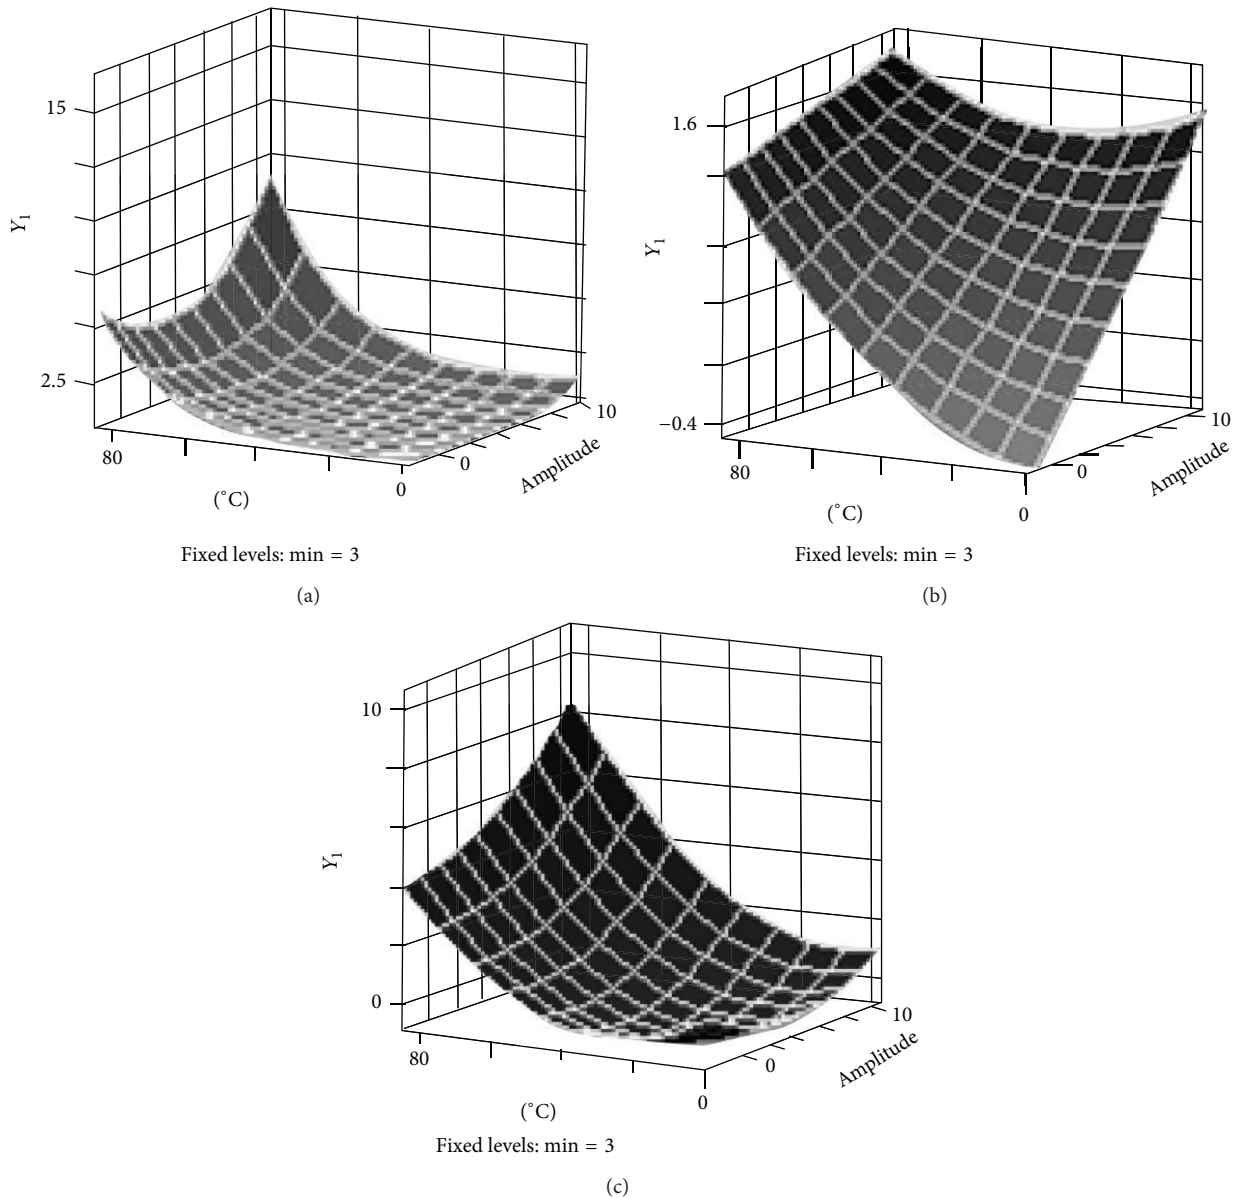 15
Y1
2.5
80
0
0
10
Amplitude
(°C)
Fixed levels: min = 3
(a)
1.6
Y1
−0.4
80
0
0
10
Amplitude
(°C)
Fixed levels: min = 3
(b)
10
Y1
0
80
0
0
10
Amplitude
(°C)
Fixed levels: min = 3
(c)